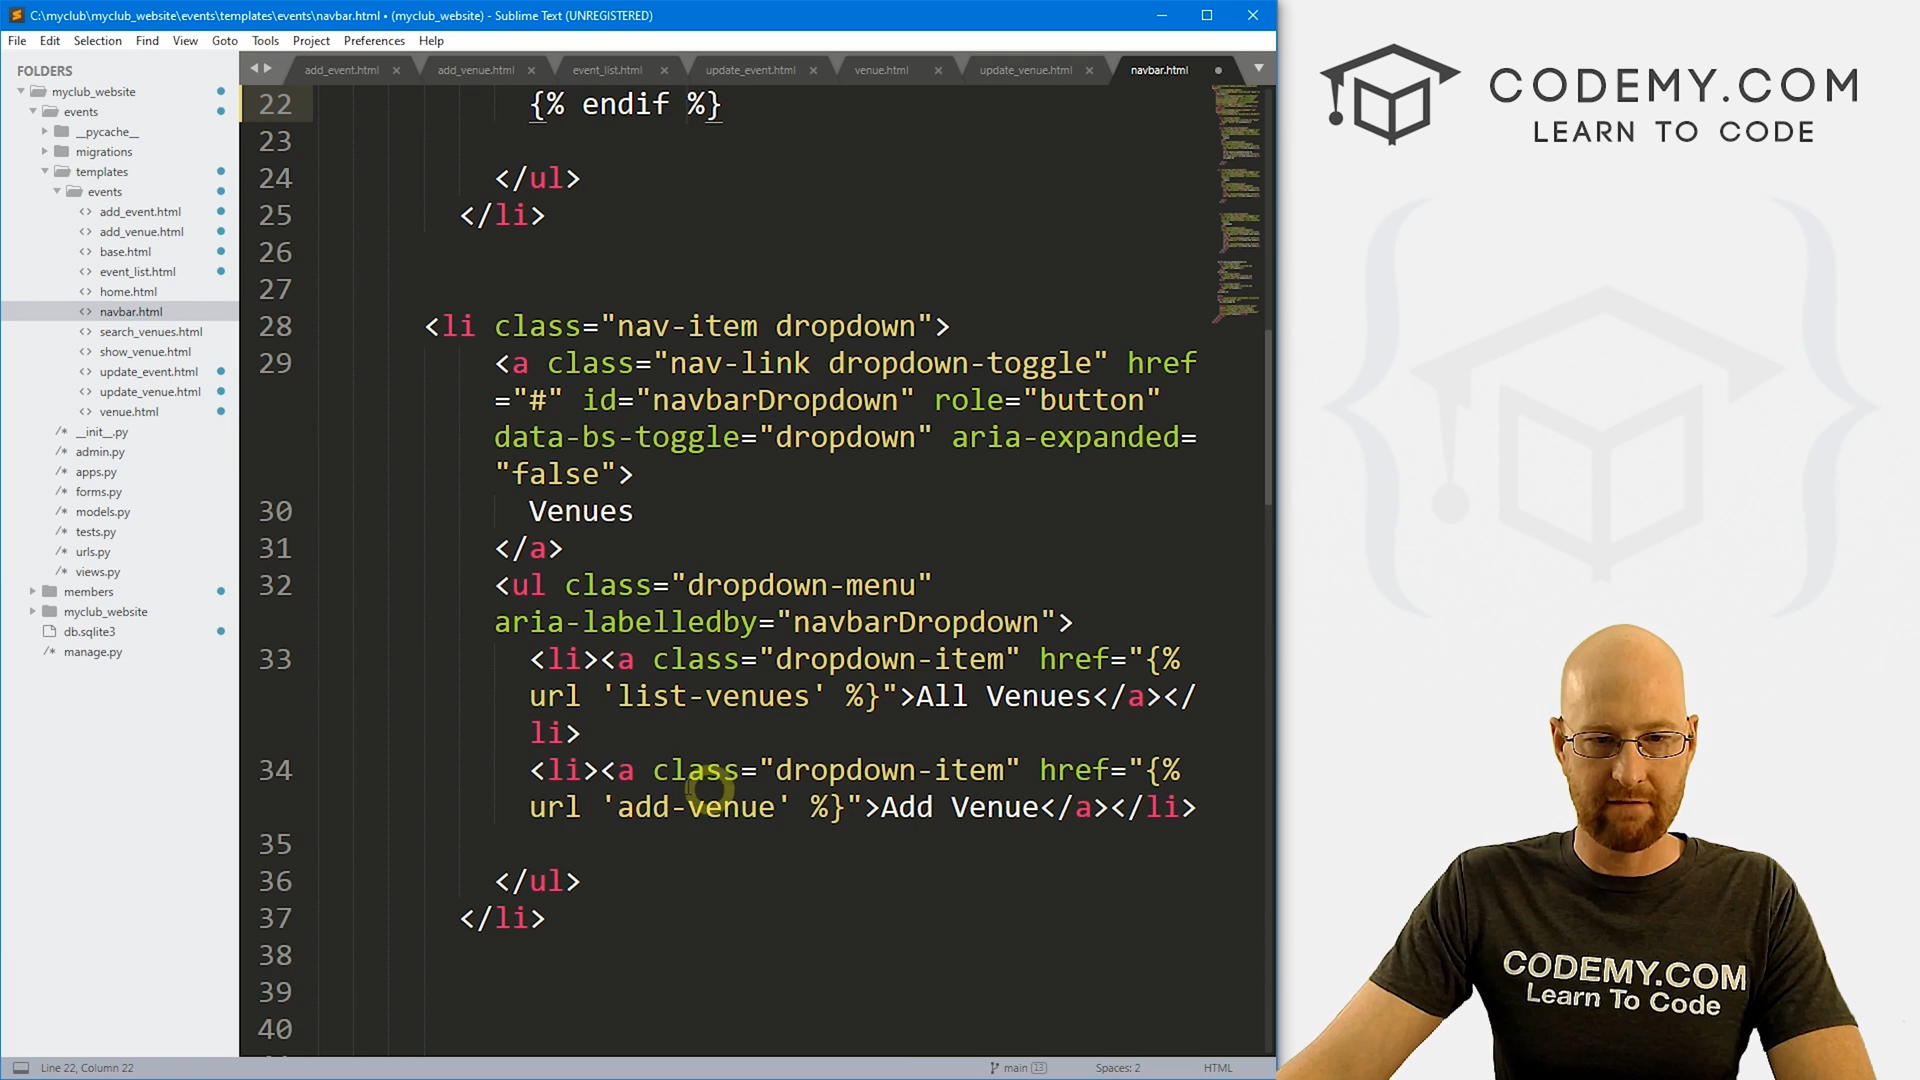 C:\myclub\myclub_website\events\templates\events\navbar.html • (myclub_website) - Sublime Text (UNREGISTERED)
File Edit Selection Find View Goto Tools Project Preferences Help
FOLDERS
myclub_website
events
__pycache__
migrations
templates
events
add_event.html
add_venue.html
base.html
event_list.html
home.html
navbar.html
search_venues.html
show_venue.html
update_event.html
update_venue.html
venue.html
__init__.py
admin.py
apps.py
forms.py
models.py
tests.py
urls.py
views.py
members
myclub_website
db.sqlite3
manage.py
add_event.html add_venue.html event_list.html update_event.html venue.html update_venue.html navbar.html
22 {% endif %}
23
24 </ul>
25 </li>
26
27
28 <li class="nav-item dropdown">
29 <a class="nav-link dropdown-toggle" href
="#" id="navbarDropdown" role="button"
data-bs-toggle="dropdown" aria-expanded=
"false">
30 Venues
31 </a>
32 <ul class="dropdown-menu"
aria-labelledby="navbarDropdown">
33 <li><a class="dropdown-item" href="{%
url 'list-venues' %}">All Venues</a></
li>
34 <li><a class="dropdown-item" href="{%
url 'add-venue' %}">Add Venue</a></li>
35
36 </ul>
37 </li>
38
39
40
Line 22, Column 22
main 13
Spaces: 2
HTML
CODEMY.COM
LEARN TO CODE
CODEMY.COM
Learn To Code